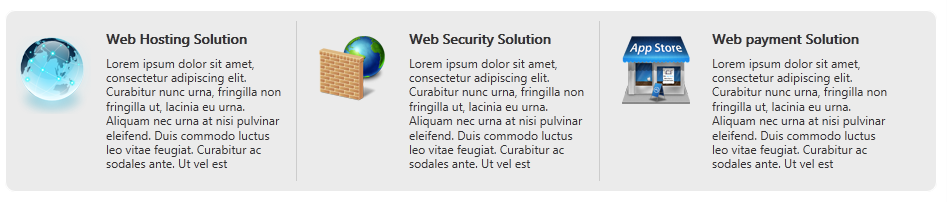 Web Hosting Solution
Lorem ipsum dolor sit amet,
consectetur adipiscing elit.
Curabitur nunc urna, fringilla non
fringilla ut, lacinia eu urna.
Aliquam nec urna at nisi pulvinar
eleifend. Duis commodo luctus
leo vitae feugiat. Curabitur ac
sodales ante. Ut vel est
Web Security Solution
Lorem ipsum dolor sit amet,
consectetur adipiscing elit.
Curabitur nunc urna, fringilla non
fringilla ut, lacinia eu urna.
Aliquam nec urna at nisi pulvinar
eleifend. Duis commodo luctus
leo vitae feugiat. Curabitur ac
sodales ante. Ut vel est
App Store
Web payment Solution
Lorem ipsum dolor sit amet,
consectetur adipiscing elit.
Curabitur nunc urna, fringilla non
fringilla ut, lacinia eu urna.
Aliquam nec urna at nisi pulvinar
eleifend. Duis commodo luctus
leo vitae feugiat. Curabitur ac
sodales ante. Ut vel est